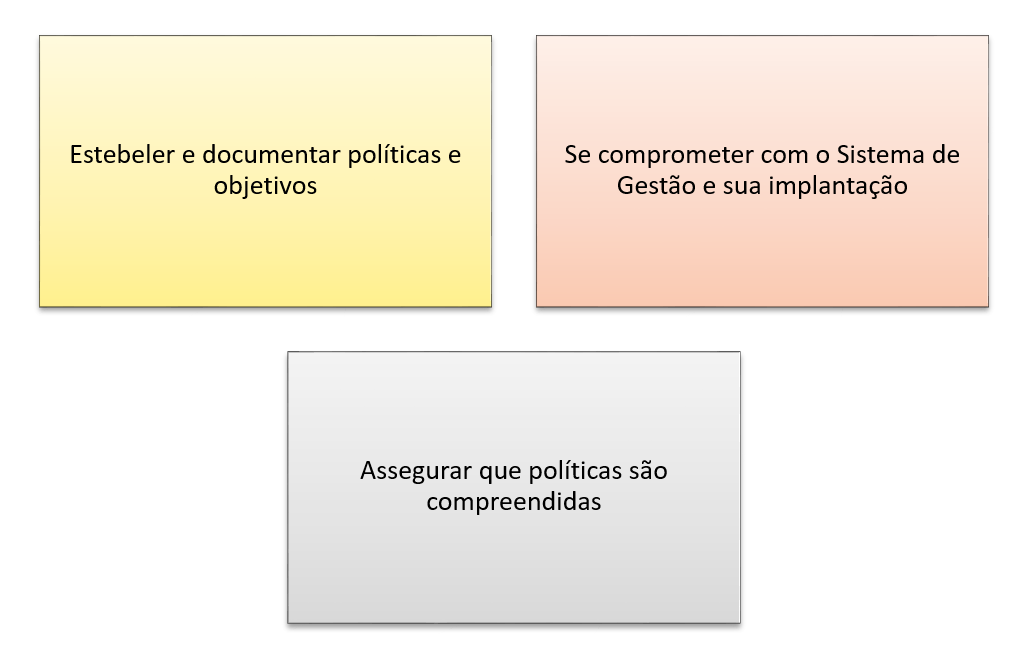 Estebeler e documentar políticas e
objetivos
Se comprometer com o Sistema de
Gestão e sua implantação
Assegurar que políticas são
compreendidas